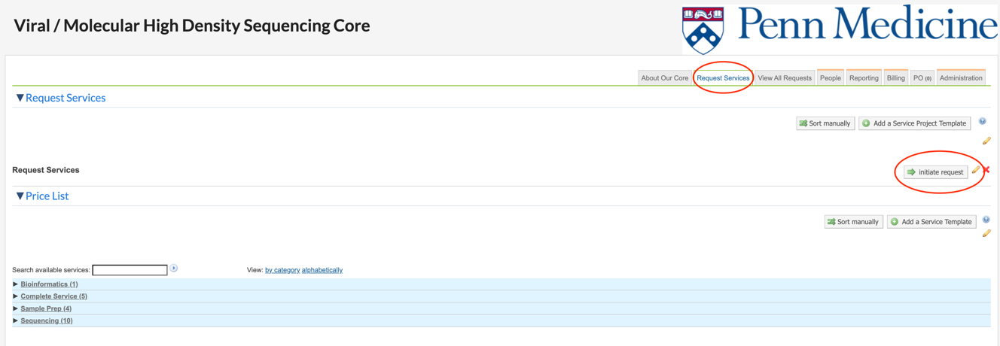 Viral / Molecular High Density Sequencing Core
Penn Medicine
About Our Core
Request Services
View All Requests
People
Reporting
Billing
PO (0)
Administration
Request Services
Sort manually
Add a Service Project Template
Request Services
initiate request
Price List
Sort manually
Add a Service Template
Search available services:
View: by category alphabetically
Bioinformatics (1)
Complete Service (5)
Sample Prep (4)
Sequencing (10)